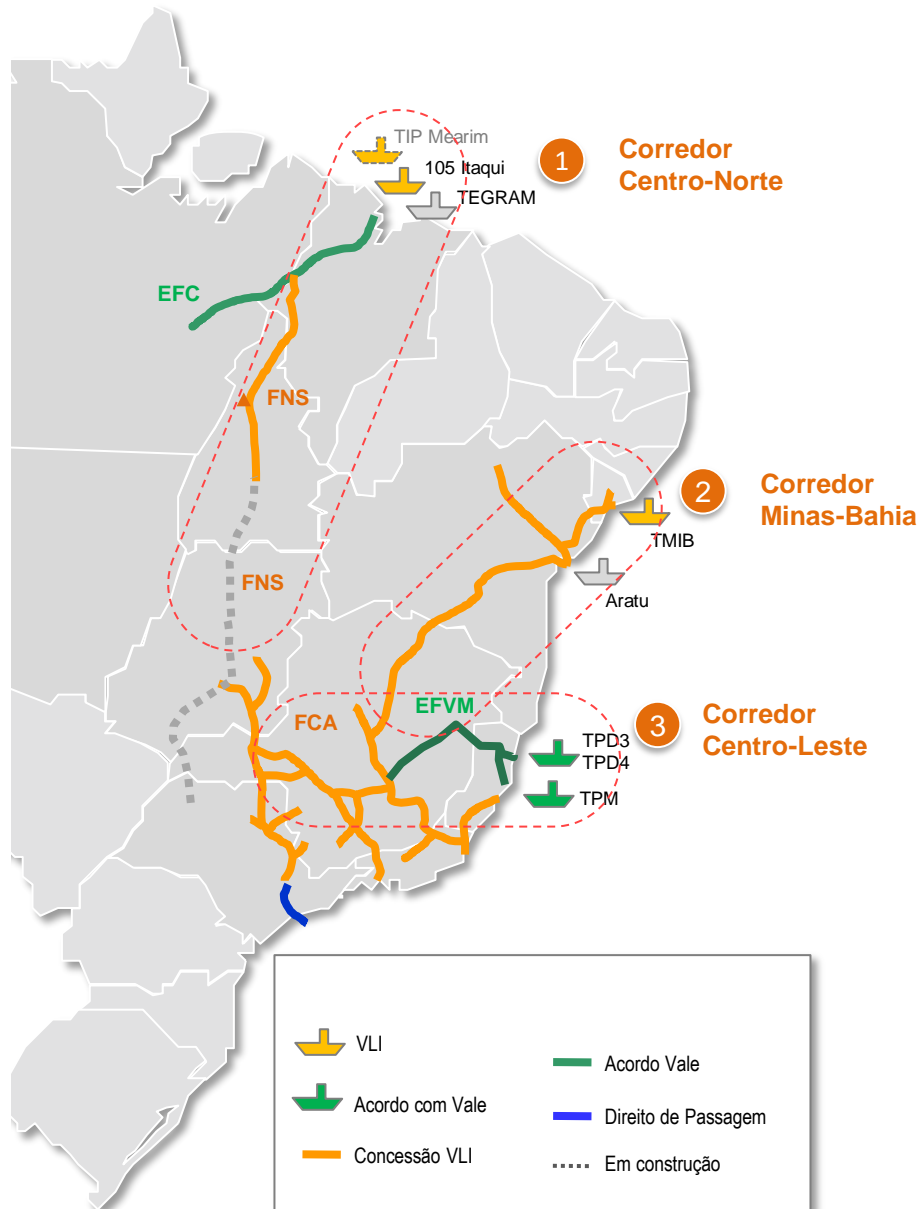 TIP Mearim
105 Itaqui
TEGRAM
1
Corredor
Centro-Norte
EFC
FNS
2
Corredor
Minas-Bahia
TMIB
FNS
Aratu
EFVM
FCA
3
Corredor
Centro-Leste
TPD3
TPD4
TPM
VLI
Acordo com Vale
Concessão VLI
Acordo Vale
Direito de Passagem
Em construção